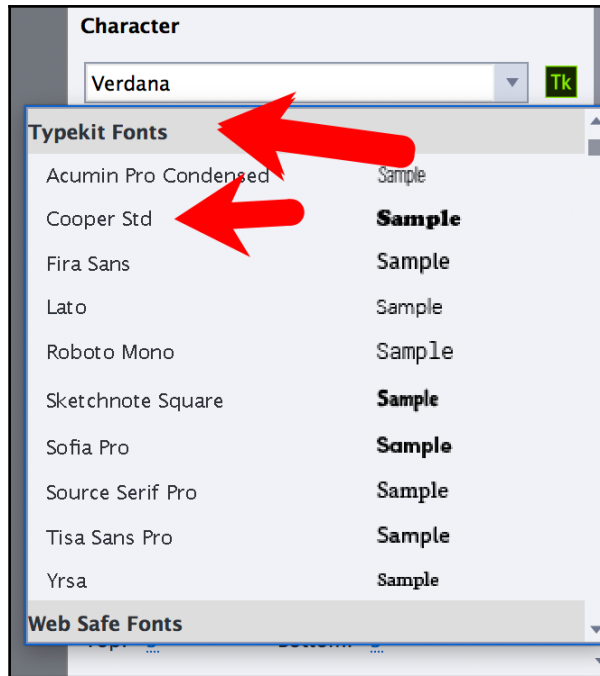 Character
Verdana Tk
Typekit Fonts
Acumin Pro Condensed Sample
Cooper Std Sample
Fira Sans Sample
Lato Sample
Roboto Mono Sample
Sketchnote Square Sample
Sofia Pro Sample
Source Serif Pro Sample
Tisa Sans Pro Sample
Yrsa Sample
Web Safe Fonts